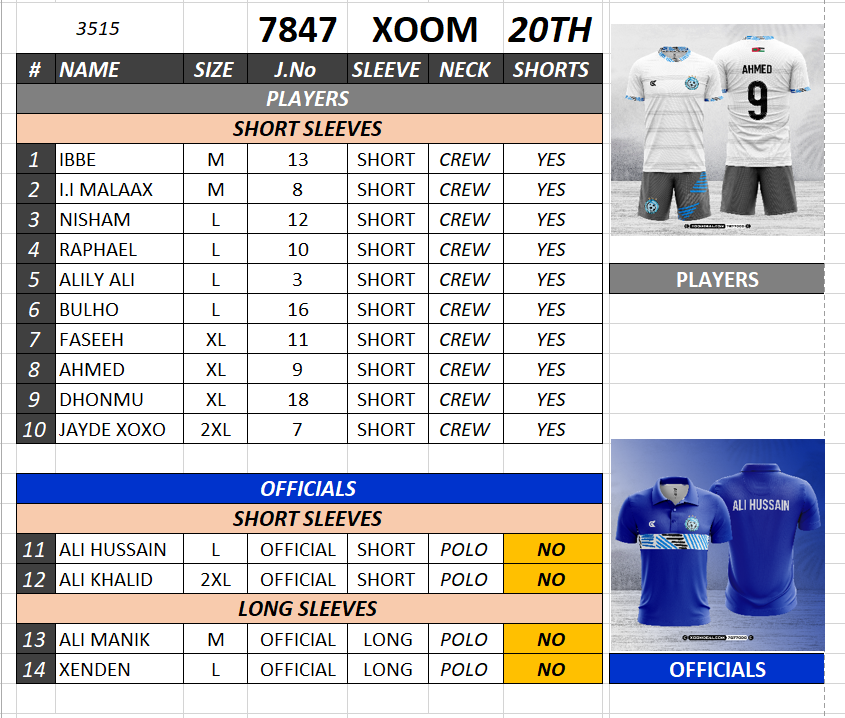 3515 7847 XOOM 20TH
# NAME SIZE J.No SLEEVE NECK SHORTS
PLAYERS
SHORT SLEEVES
1 IBBE M 13 SHORT CREW YES
2 I.I MALAAX M 8 SHORT CREW YES
3 NISHAM L 12 SHORT CREW YES
4 RAPHAEL L 10 SHORT CREW YES
5 ALILY ALI L 3 SHORT CREW YES
6 BULHO L 16 SHORT CREW YES
7 FASEEH XL 11 SHORT CREW YES
8 AHMED XL 9 SHORT CREW YES
9 DHONMU XL 18 SHORT CREW YES
10 JAYDE XOXO 2XL 7 SHORT CREW YES
OFFICIALS
SHORT SLEEVES
11 ALI HUSSAIN L OFFICIAL SHORT POLO NO
12 ALI KHALID 2XL OFFICIAL SHORT POLO NO
LONG SLEEVES
13 ALI MANIK M OFFICIAL LONG POLO NO
14 XENDEN L OFFICIAL LONG POLO NO
AHMED
9
PLAYERS
ALI HUSSAIN
OFFICIALS